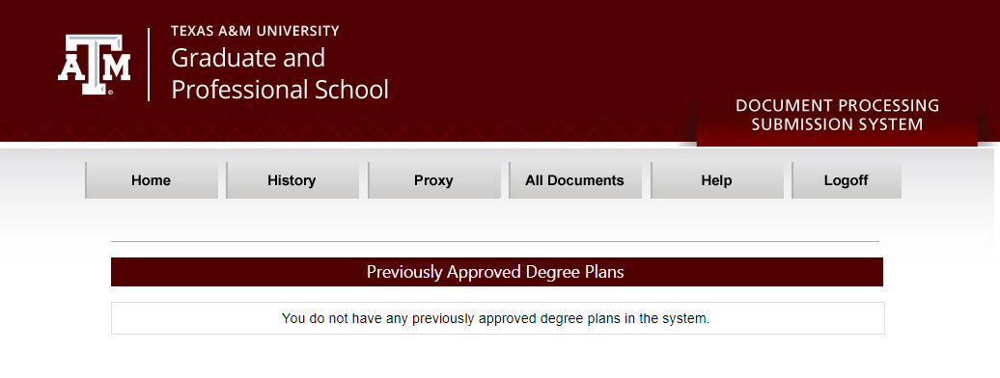 TEXAS A&M UNIVERSITY
Graduate and
Professional School
ATM
®
DOCUMENT PROCESSING
SUBMISSION SYSTEM
Home History Proxy All Documents Help Logoff
Previously Approved Degree Plans
You do not have any previously approved degree plans in the system.